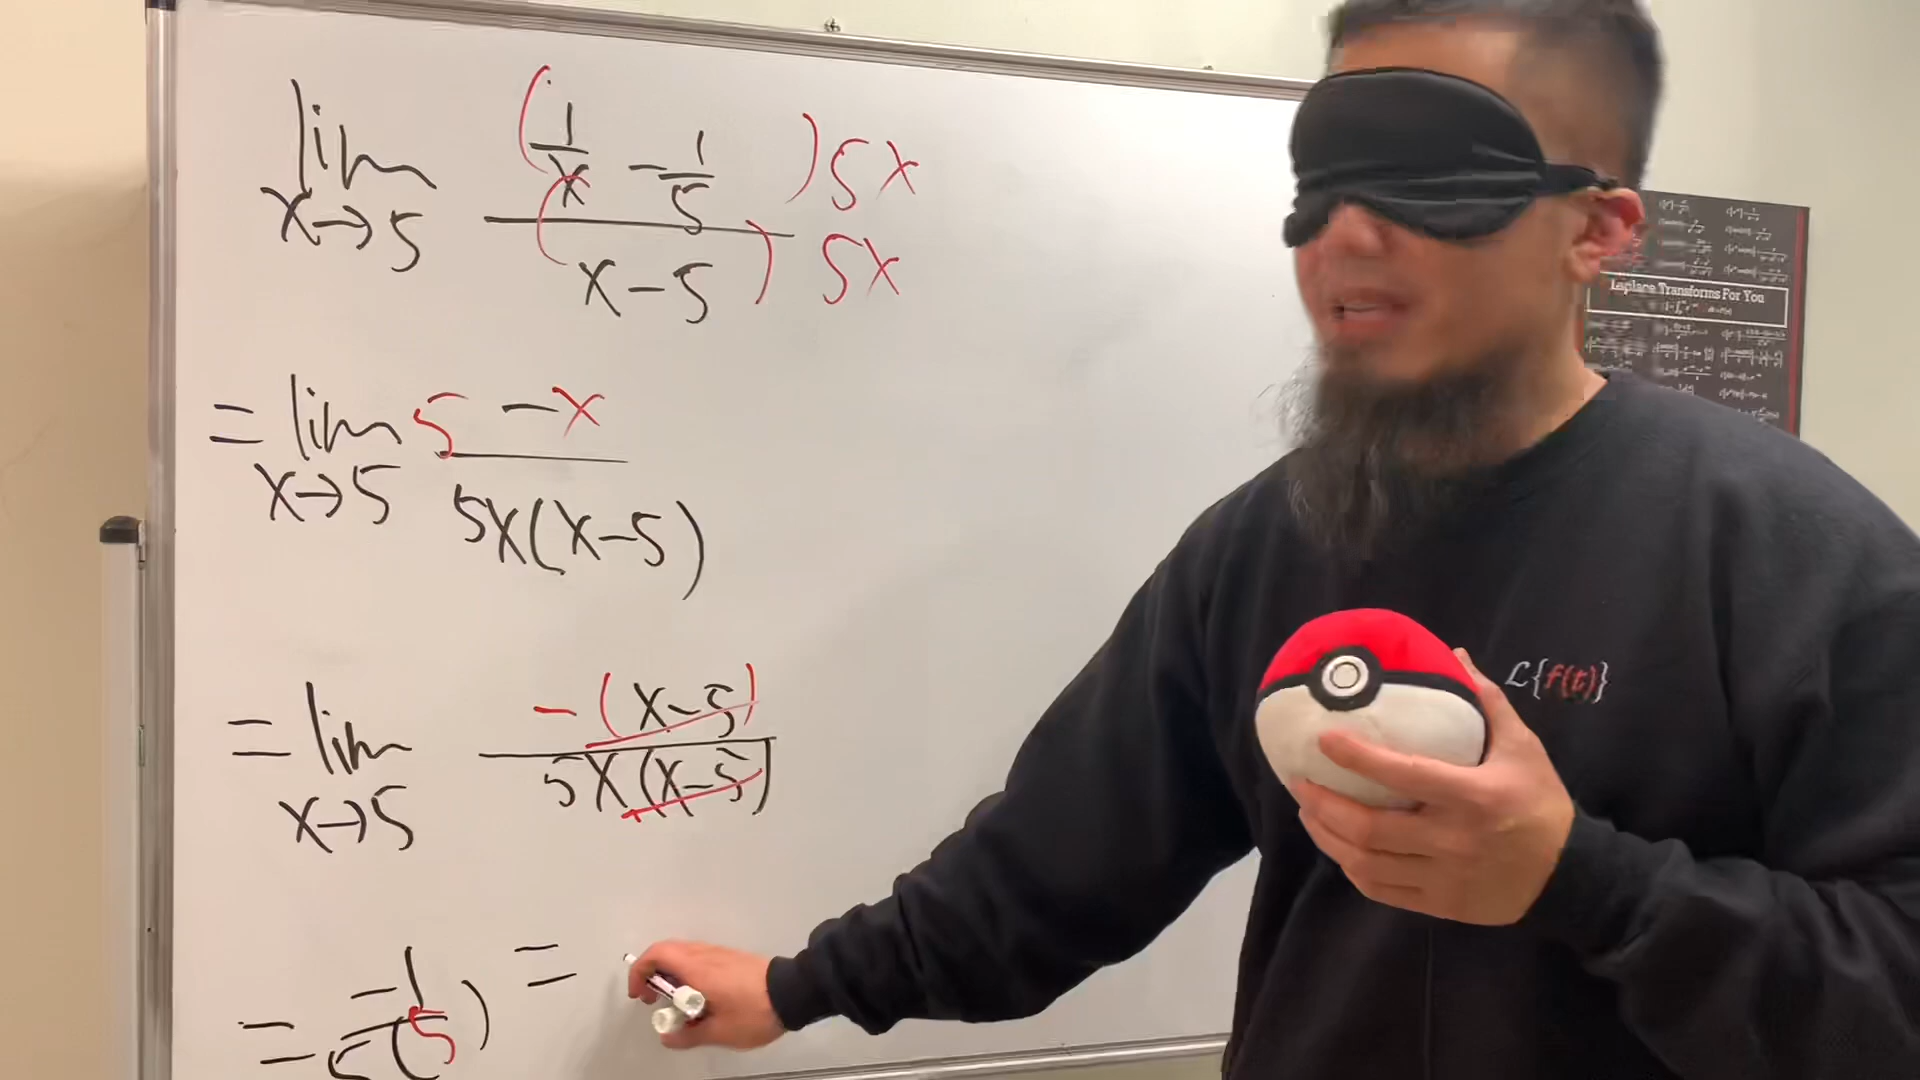 lim x→5 (1/x - 1/5) 5x / (x-5) 5x
= lim x→5 5 - x / 5x(x-5)
= lim x→5 -(x-5) / 5x(x-5)
= -1 / 5(5) =
Laplace Transforms For You
ℒ{f(t)}